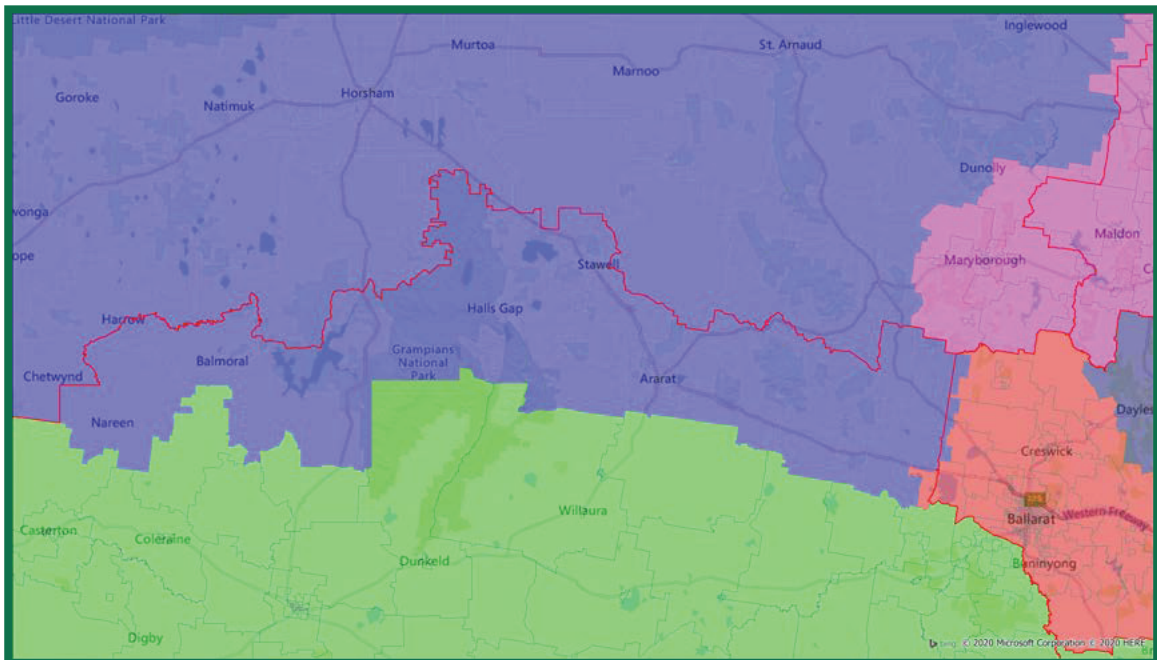 Little Desert National Park
Inglewood
Murtoa
St. Arnaud
Marnoo
Goroke
Natimuk
Horsham
Dunolly
wonga
Maldon
ope
Stawell
Maryborough
Halls Gap
Harrow
Grampians
National
Park
Balmoral
Chetwynd
Ararat
Dayles
Nareen
Creswick
Willaura
Ballarat
Western Freeway
Casterton
Coleraine
Dunkeld
Buninyong
Digby
bing © 2020 Microsoft Corporation © 2020 HERE